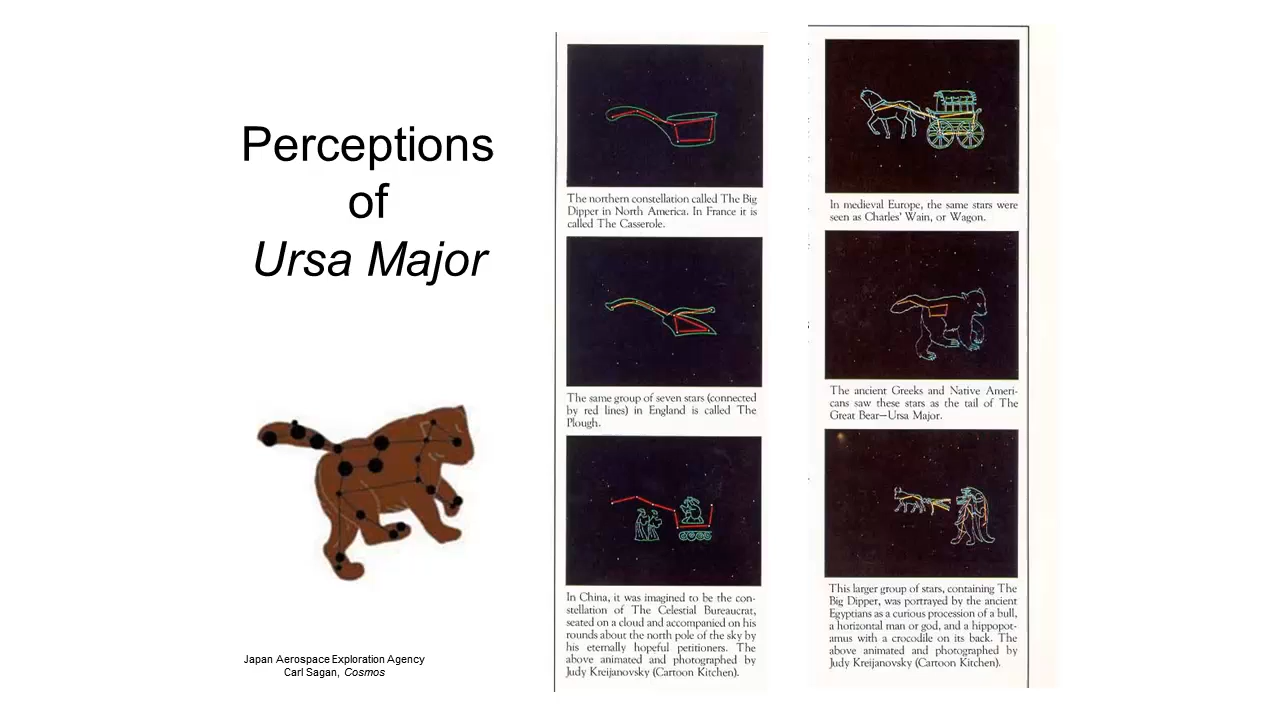 Perceptions
of
Ursa Major
Japan Aerospace Exploration Agency
Carl Sagan, Cosmos
The northern constellation called The Big
Dipper in North America. In France it is
called The Casserole.
The same group of seven stars (connected
by red lines) in England is called The
Plough.
In China, it was imagined to be the con-
stellation of The Celestial Bureaucrat,
seated on a cloud and accompanied on his
rounds about the north pole of the sky by
his eternally hopeful petitioners. The
above animated and photographed by
Judy Kreijanovsky (Cartoon Kitchen).
In medieval Europe, the same stars were
seen as Charles' Wain, or Wagon.
The ancient Greeks and Native Ameri-
cans saw these stars as the tail of The
Great Bear—Ursa Major.
This larger group of stars, containing The
Big Dipper, was portrayed by the ancient
Egyptians as a curious procession of a bull,
a horizontal man or god, and a hippopot-
amus with a crocodile on its back. The
above animated and photographed by
Judy Kreijanovsky (Cartoon Kitchen).